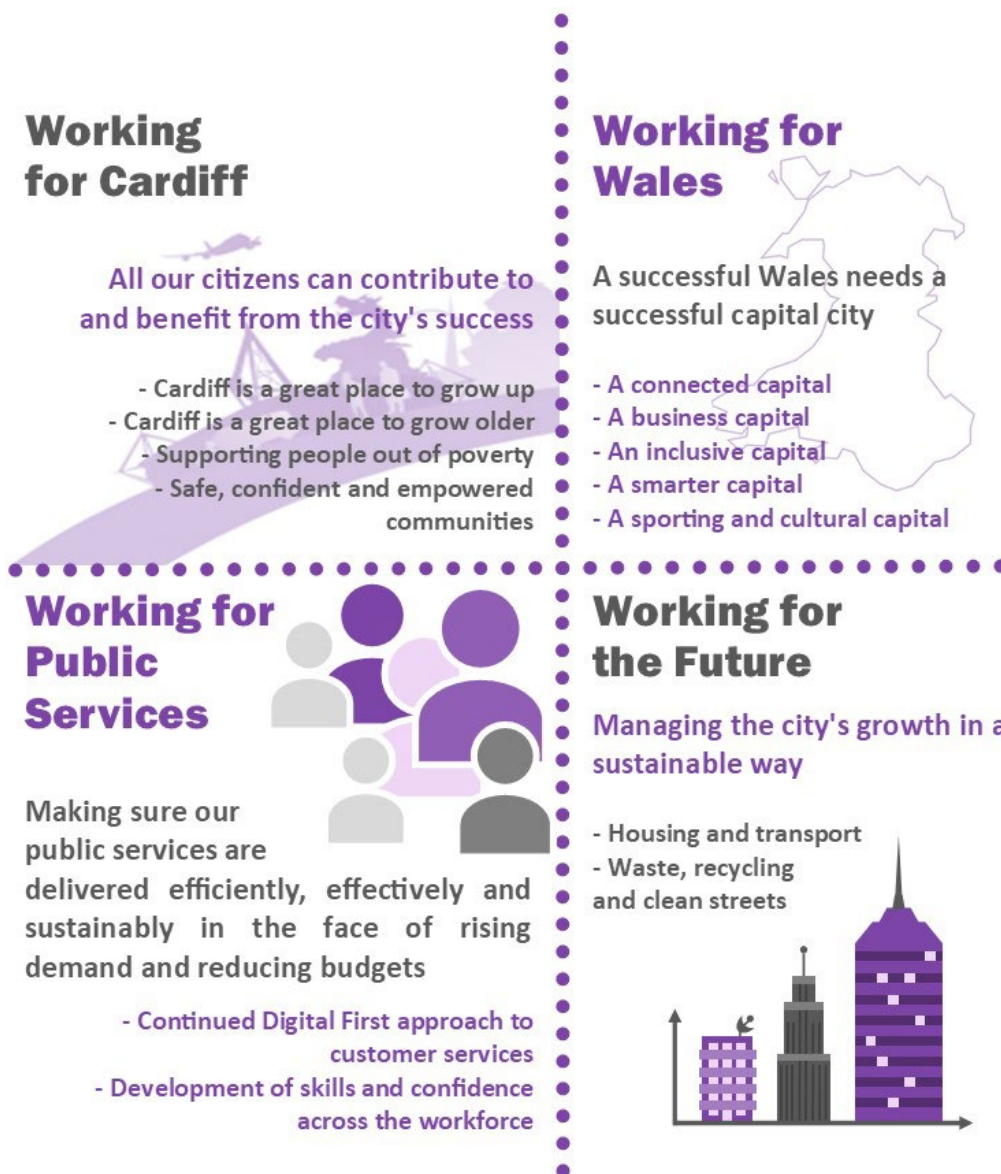 Working
for Cardiff
All our citizens can contribute to
and benefit from the city's success
- Cardiff is a great place to grow up
- Cardiff is a great place to grow older
- Supporting people out of poverty
- Safe, confident and empowered
communities
Working for
Wales
A successful Wales needs a
successful capital city
- A connected capital
- A business capital
- An inclusive capital
- A smarter capital
- A sporting and cultural capital
Working for
Public
Services
Making sure our
public services are
delivered efficiently, effectively and
sustainably in the face of rising
demand and reducing budgets
- Continued Digital First approach to
customer services
- Development of skills and confidence
across the workforce
Working for
the Future
Managing the city's growth in a
sustainable way
- Housing and transport
- Waste, recycling
and clean streets